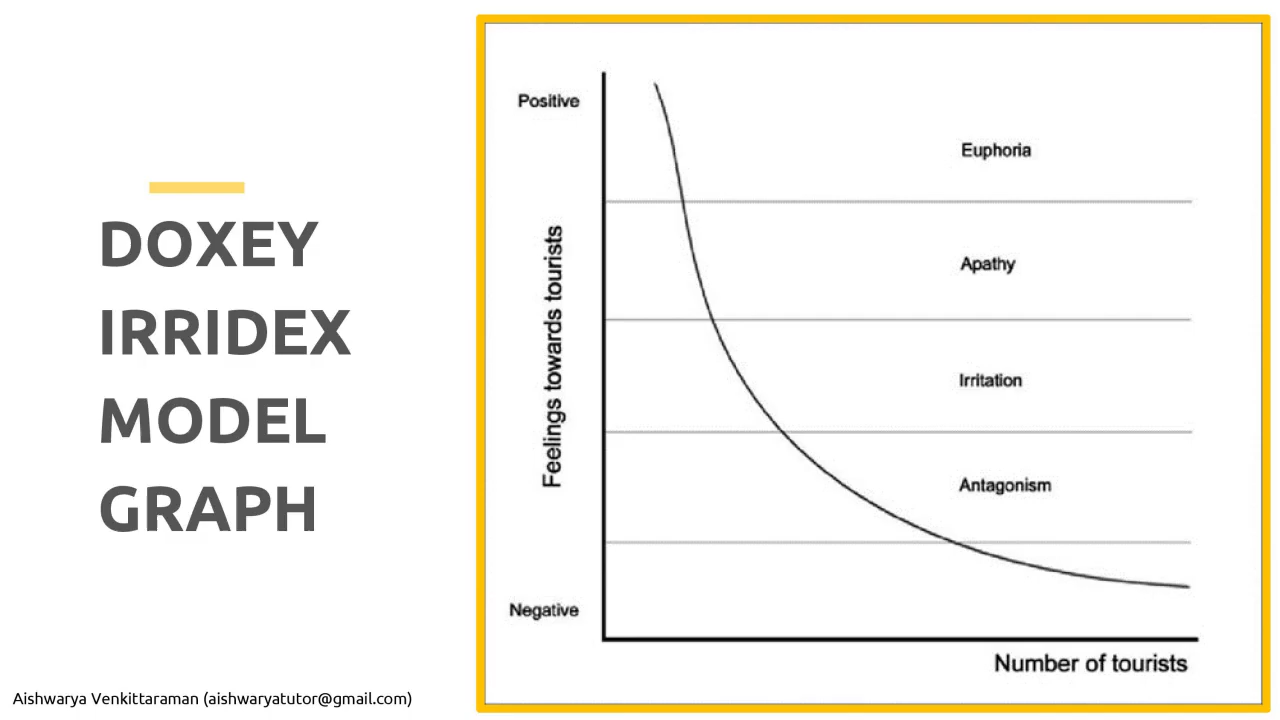 DOXEY
IRRIDEX
MODEL
GRAPH
Positive
Euphoria
Apathy
Feelings towards tourists
Irritation
Antagonism
Negative
Number of tourists
Aishwarya Venkittaraman (aishwaryatutor@gmail.com)